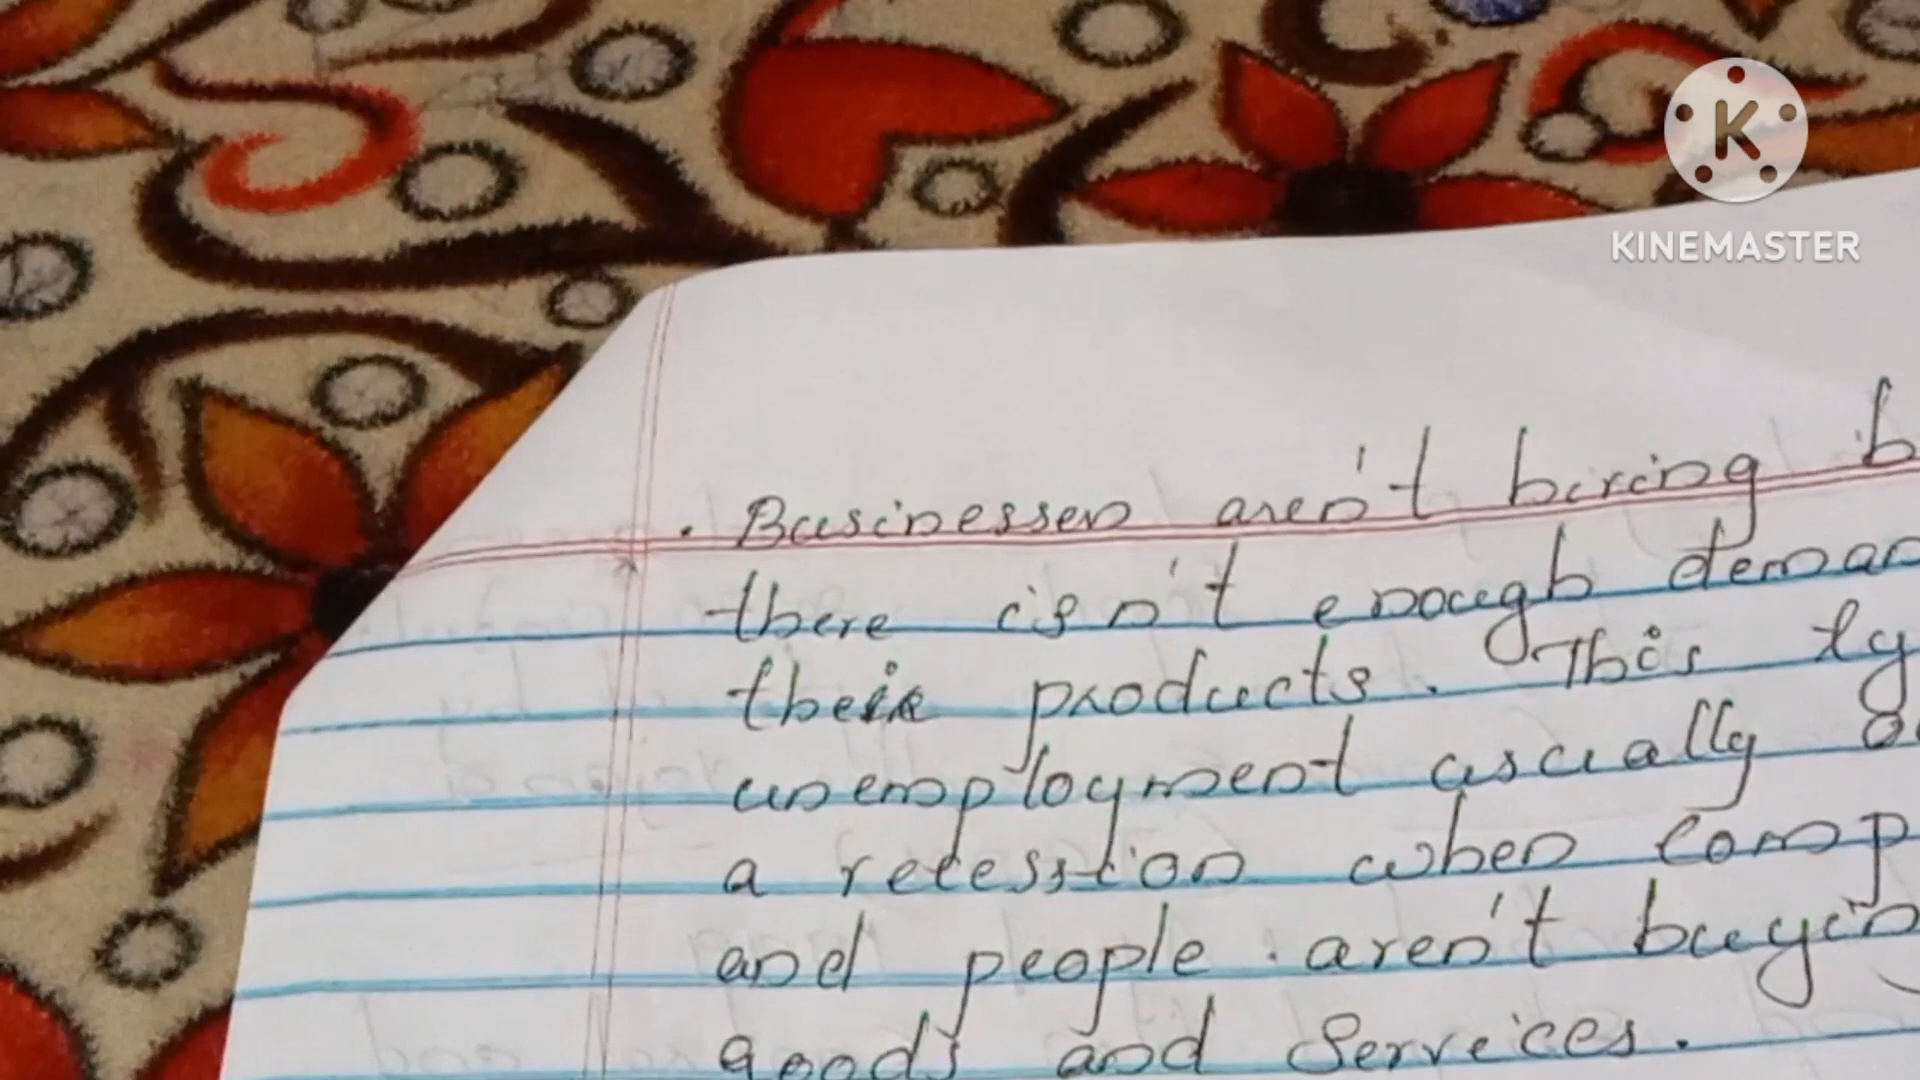 K
KINEMASTER
. Businesses aren't hiring b
there isn't enough deman
their products. This ty
unemployment usually o
a recession when comp
and people aren't buyin
goods and services.